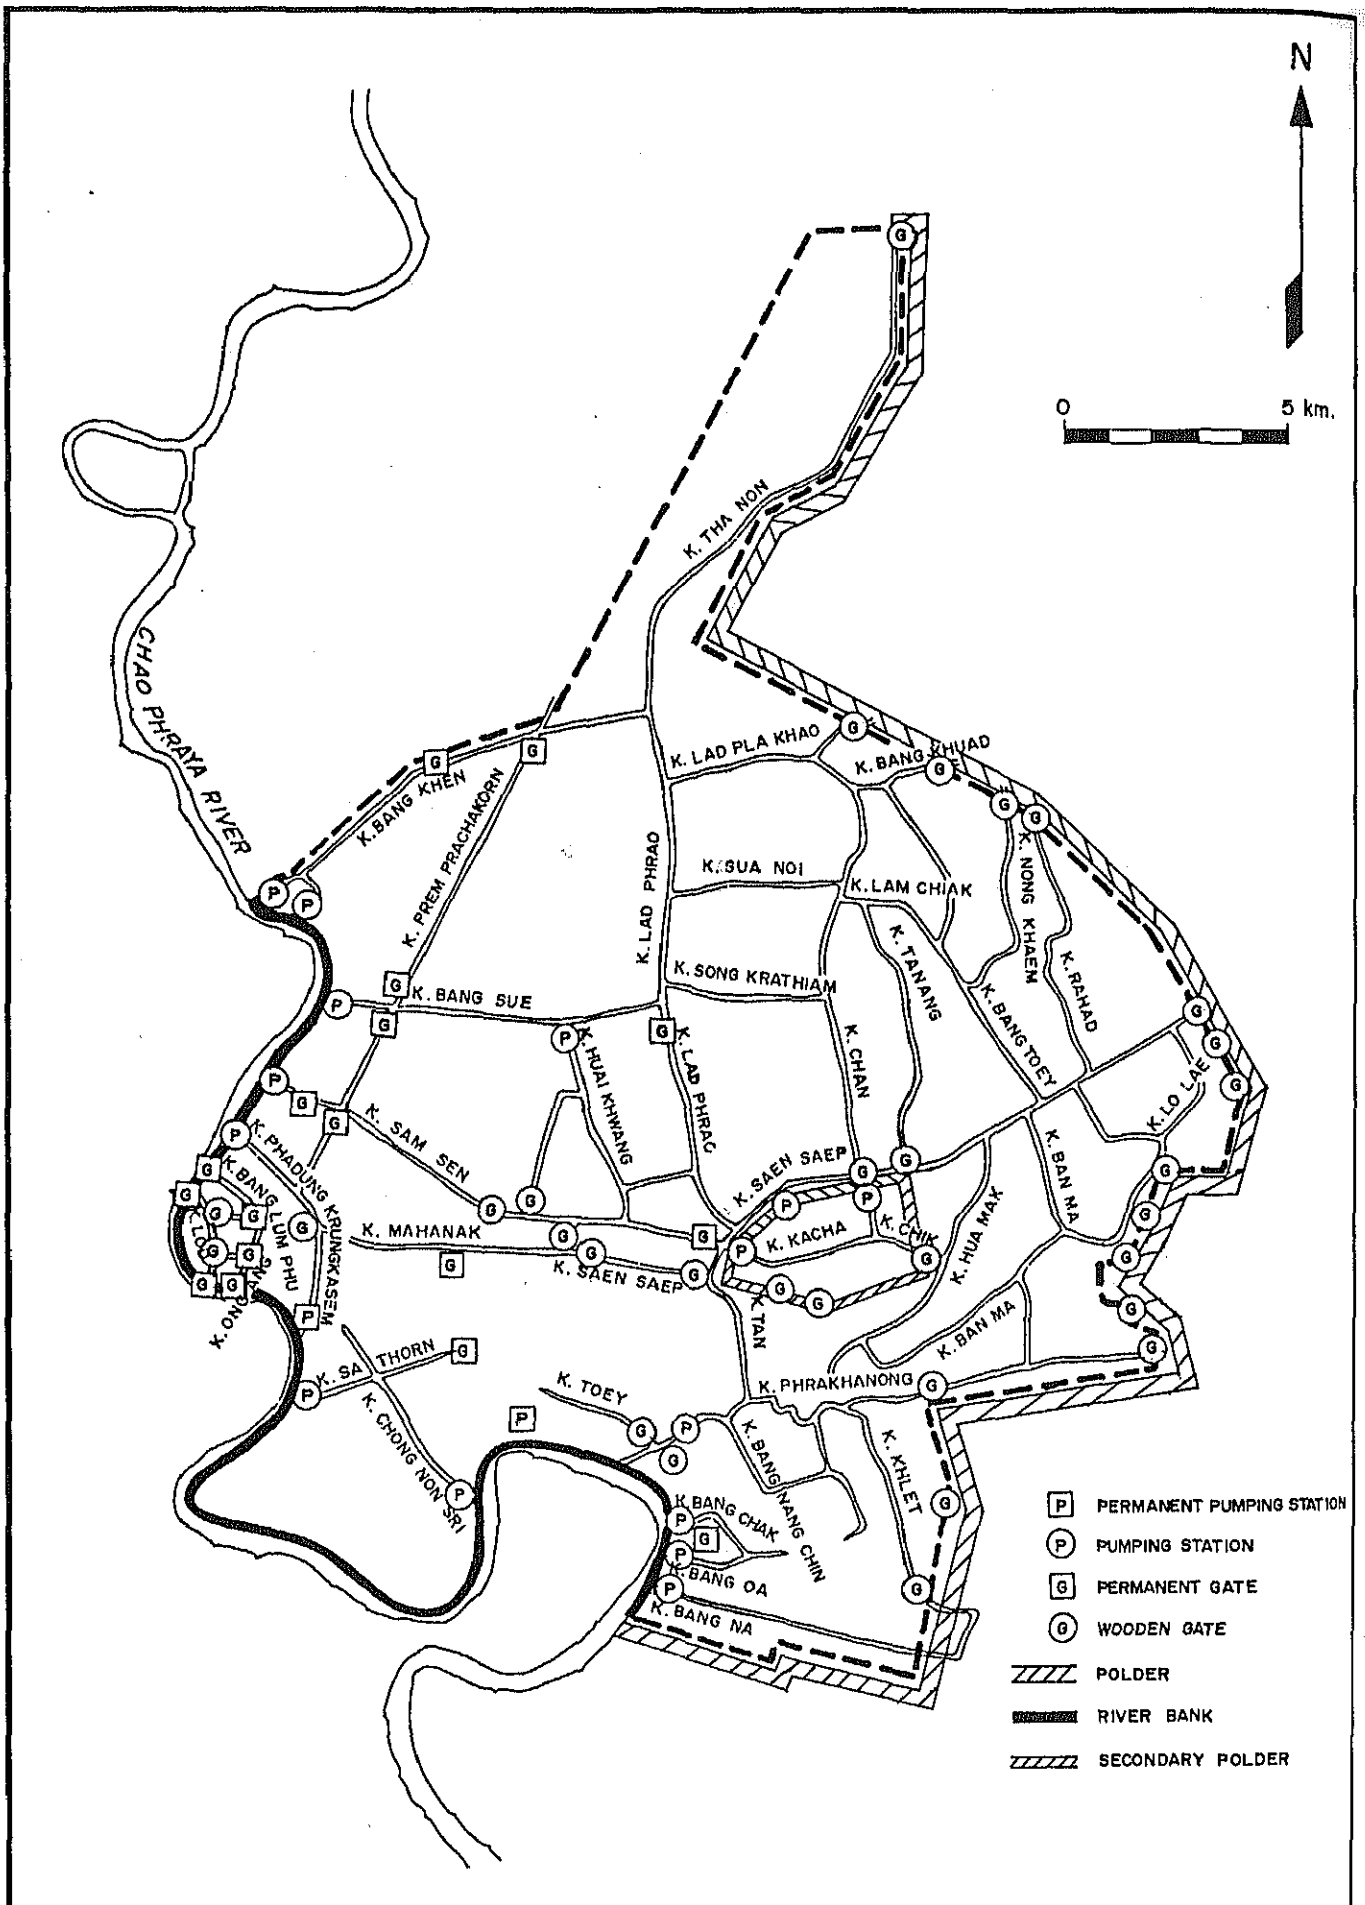 N
0 5 km.
CHAO PHRAYA RIVER
K. THA NON
K. LAD PLA KHAO
K. BANG KHUAD
K. BANG KHEN
K. PREM PRACHAKORN
K. LAD PHRAO
K. SUA NOI
K. LAM CHIAK
K. NONG KHAEM
K. RAHAD
K. TANANG
K. SONG KRATHIAM
K. BANG SUE
K. BANG TOEY
K. CHAN
K. HUAI KHWANG
K. LAD PHRAO
K. LO LAE
K. SAM SEN
K. PHADUNG KRUNGKASEM
K. BANG LUM PHU
K. BAN MA
K. SAEN SAEP
K. HUA MAK
K. MAHANAK
K. KACHA
K. CHIK
K. SAEN SAEP
K. TAN
K. BAN MA
K. SA THORN
K. PHRAKHANONG
K. TOEY
K. CHONG NON SRI
K. BANG NANG CHIN
K. KHLET
K. BANG CHAK
K. BANG OA
K. BANG NA
P PERMANENT PUMPING STATION
P PUMPING STATION
G PERMANENT GATE
G WOODEN GATE
POLDER
RIVER BANK
SECONDARY POLDER